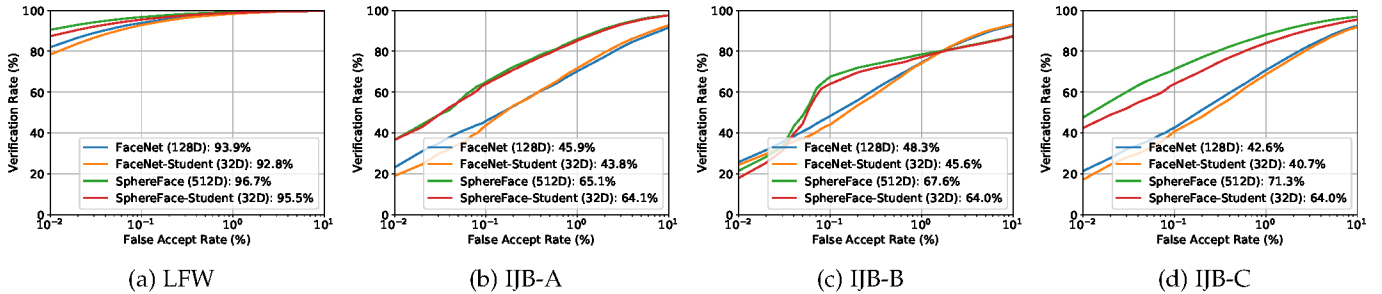 100
80
60
40
20
0
Verification Rate (%)
FaceNet (128D): 93.9%
FaceNet-Student (32D): 92.8%
SphereFace (512D): 96.7%
SphereFace-Student (32D): 95.5%
10⁻² 10⁻¹ 10⁰ 10¹
False Accept Rate (%)
(a) LFW
100
80
60
40
20
0
Verification Rate (%)
FaceNet (128D): 45.9%
FaceNet-Student (32D): 43.8%
SphereFace (512D): 65.1%
SphereFace-Student (32D): 64.1%
10⁻² 10⁻¹ 10⁰ 10¹
False Accept Rate (%)
(b) IJB-A
100
80
60
40
20
0
Verification Rate (%)
FaceNet (128D): 48.3%
FaceNet-Student (32D): 45.6%
SphereFace (512D): 67.6%
SphereFace-Student (32D): 64.0%
10⁻² 10⁻¹ 10⁰ 10¹
False Accept Rate (%)
(c) IJB-B
100
80
60
40
20
0
Verification Rate (%)
FaceNet (128D): 42.6%
FaceNet-Student (32D): 40.7%
SphereFace (512D): 71.3%
SphereFace-Student (32D): 64.0%
10⁻² 10⁻¹ 10⁰ 10¹
False Accept Rate (%)
(d) IJB-C